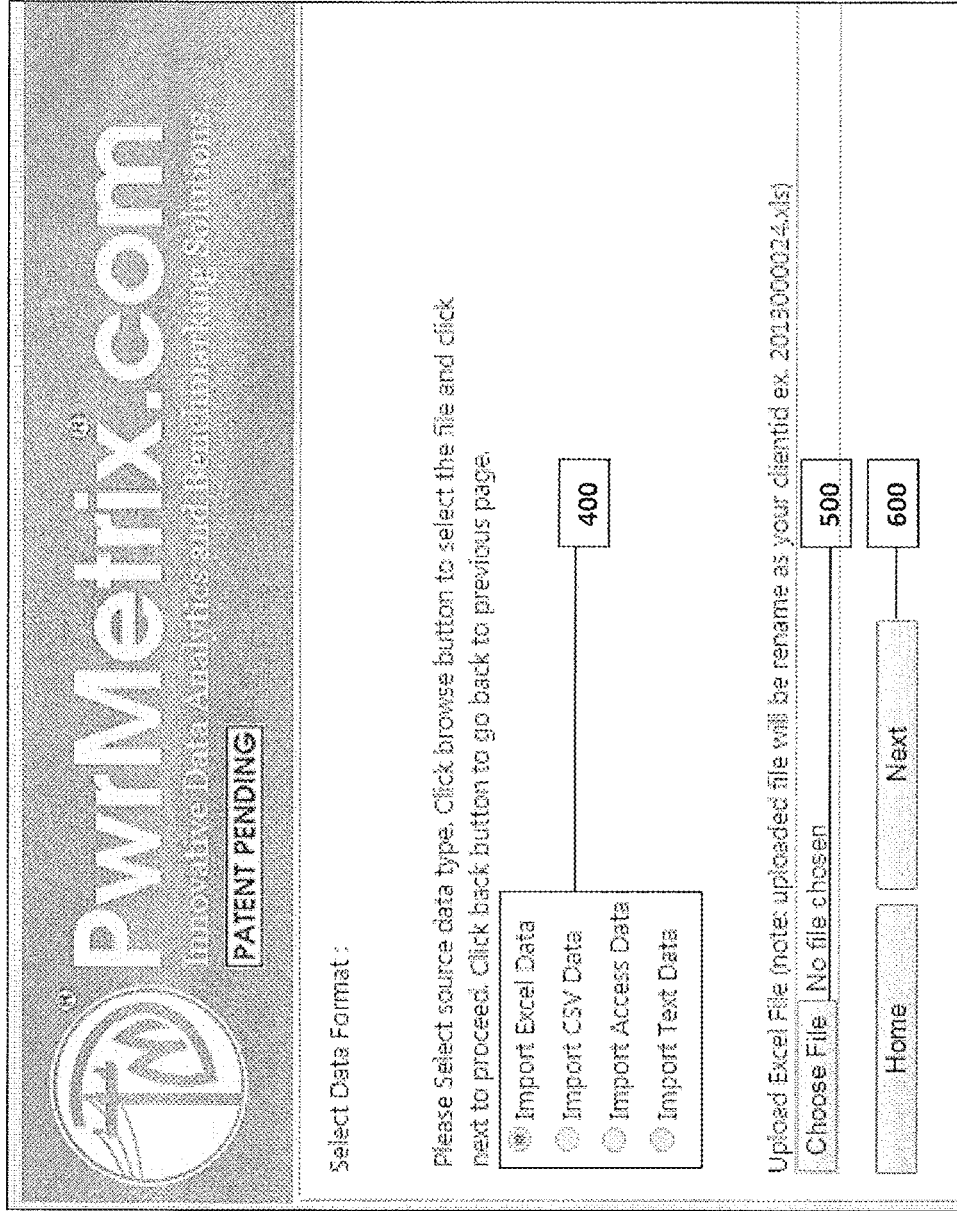 PwrMetrix.com
Innovative Data Analytics and Benchmarking Solutions
PATENT PENDING
Select Data Format :
Please Select source data type. Click browse button to select the file and click
next to proceed. Click back button to go back to previous page.
Import Excel Data
Import CSV Data
Import Access Data
Import Text Data
400
Upload Excel File (note: uploaded file will be rename as your clientid ex. 2013000024.xls)
Choose File No file chosen
500
Home
Next
600